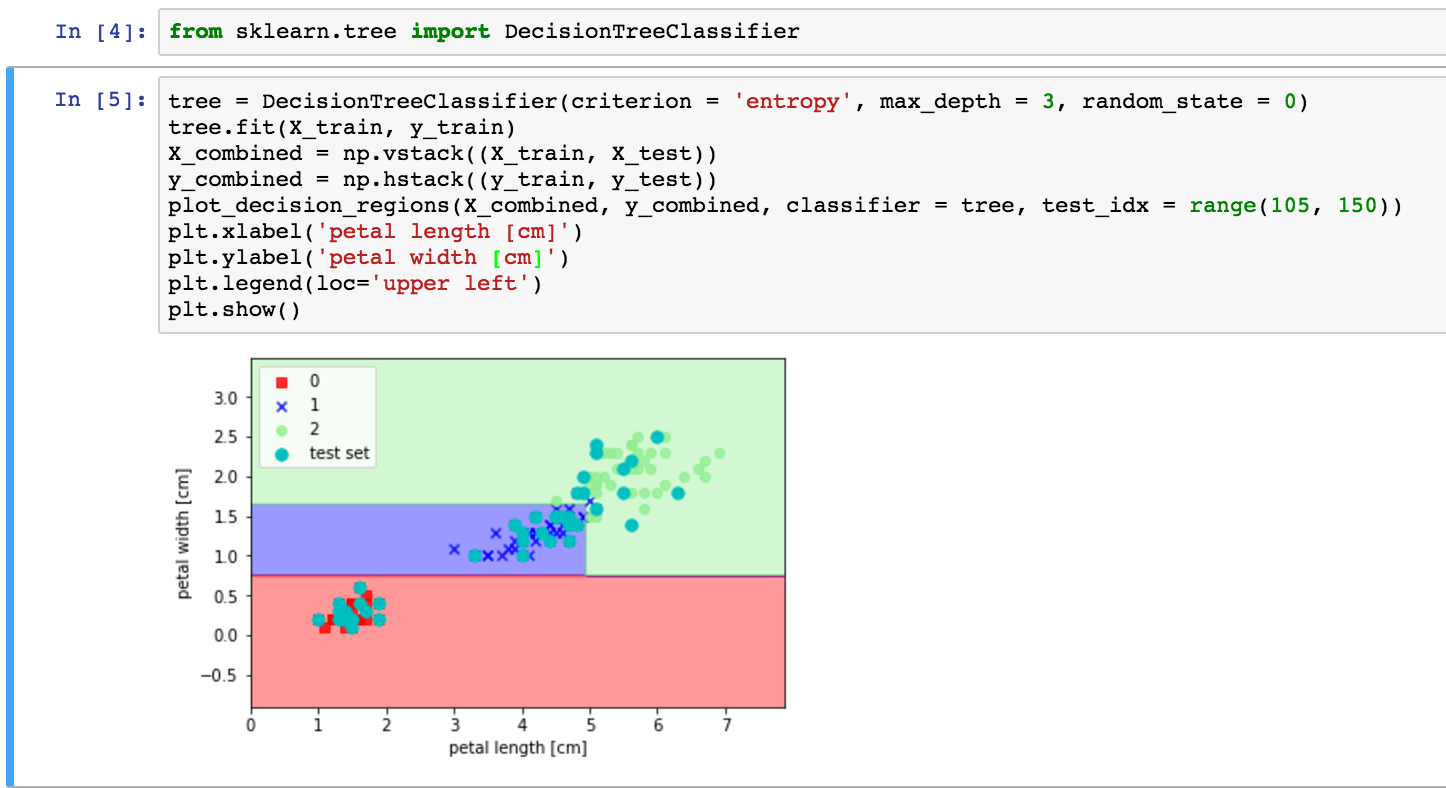 In [4]: from sklearn.tree import DecisionTreeClassifier
In [5]: tree = DecisionTreeClassifier(criterion = 'entropy', max_depth = 3, random_state = 0)
tree.fit(X_train, y_train)
X_combined = np.vstack((X_train, X_test))
y_combined = np.hstack((y_train, y_test))
plot_decision_regions(X_combined, y_combined, classifier = tree, test_idx = range(105, 150))
plt.xlabel('petal length [cm]')
plt.ylabel('petal width [cm]')
plt.legend(loc='upper left')
plt.show()
0
1
2
test set
petal width [cm]
3.0
2.5
2.0
1.5
1.0
0.5
0.0
−0.5
0 1 2 3 4 5 6 7
petal length [cm]